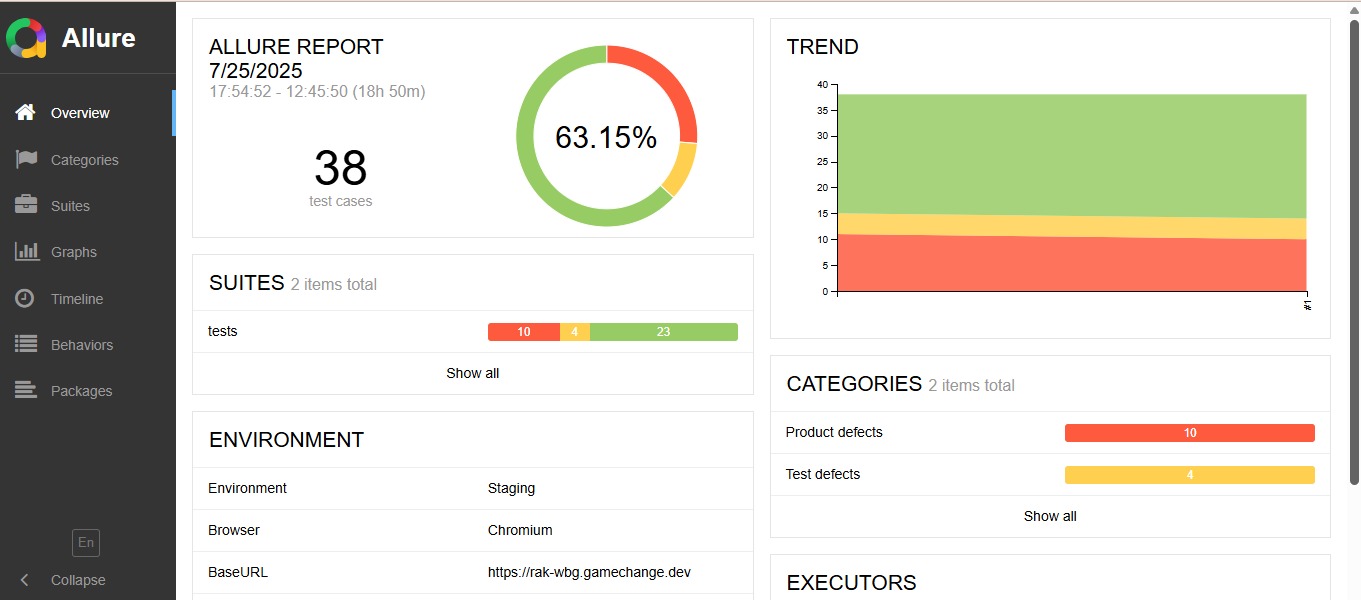 Allure
Overview
Categories
Suites
Graphs
Timeline
Behaviors
Packages
En
Collapse
ALLURE REPORT
7/25/2025
17:54:52 - 12:45:50 (18h 50m)
38
test cases
63.15%
SUITES 2 items total
tests 10 4 23
Show all
ENVIRONMENT
Environment Staging
Browser Chromium
BaseURL https://rak-wbg.gamechange.dev
TREND
40
35
30
25
20
15
10
5
0
#1
CATEGORIES 2 items total
Product defects 10
Test defects 4
Show all
EXECUTORS